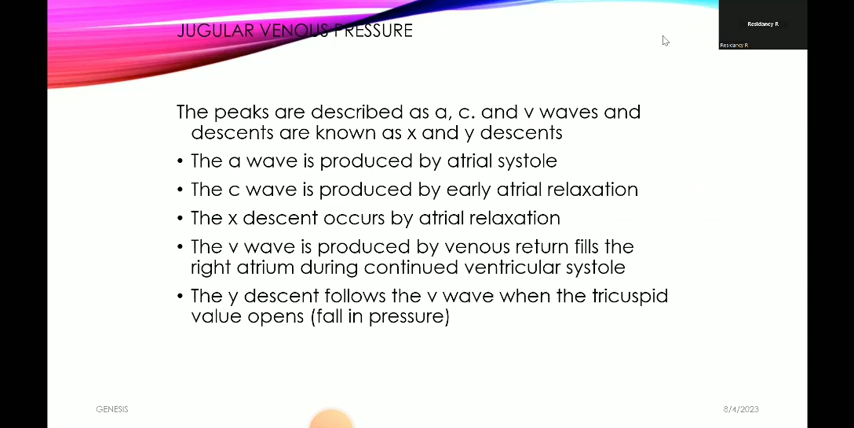 JUGULAR VENOUS PRESSURE
Residancy R
Residancy R
The peaks are described as a, c. and v waves and
descents are known as x and y descents
• The a wave is produced by atrial systole
• The c wave is produced by early atrial relaxation
• The x descent occurs by atrial relaxation
• The v wave is produced by venous return fills the
right atrium during continued ventricular systole
• The y descent follows the v wave when the tricuspid
value opens (fall in pressure)
GENESIS
8/4/2023